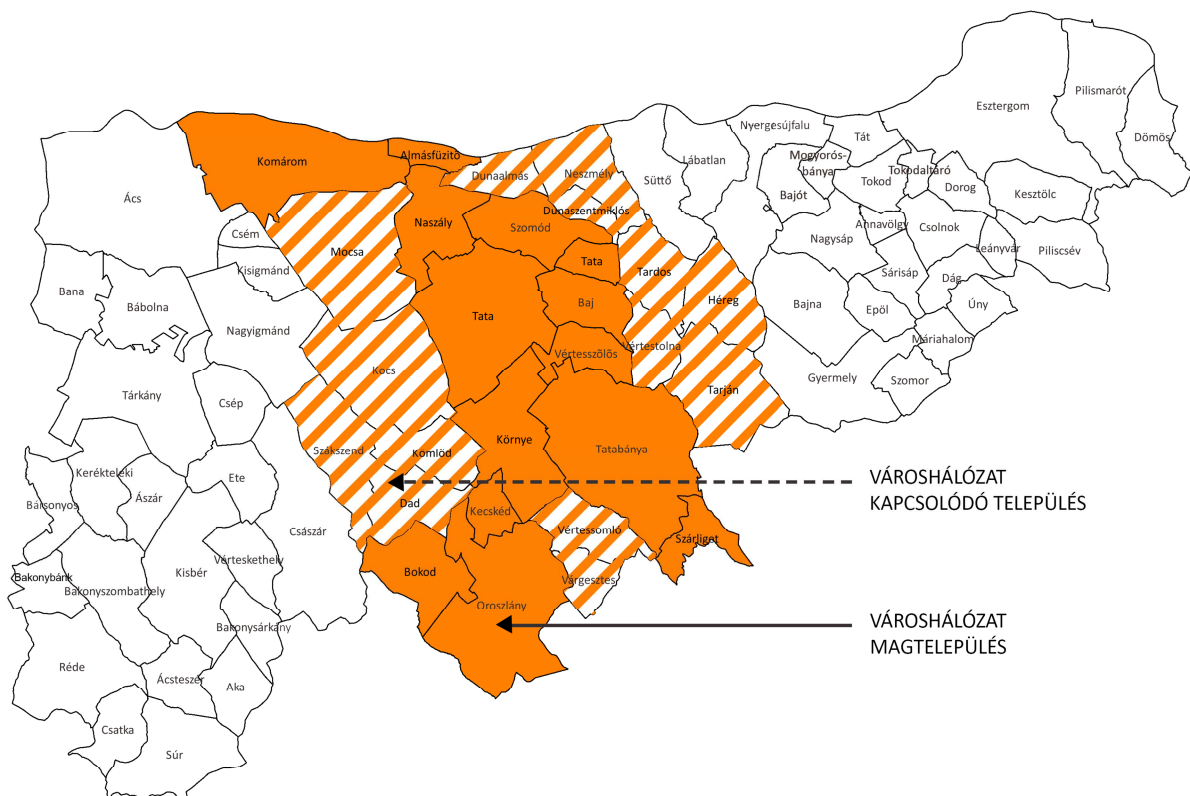 Esztergom
Pilismarót
Dömös
Nyergesújfalu
Tát
Lábatlan
Mogyorós-
bánya
Tokodaltáró
Komárom
Almásfüzitő
Dunaalmás
Neszmély
Süttő
Bajót
Tokod
Dorog
Kesztölc
Ács
Naszály
Szomód
Dunaszentmiklós
Nagysáp
Annavölgy
Csolnok
Leányvár
Piliscsév
Csém
Mocsa
Tata
Tardos
Sárisáp
Dág
Kisigmánd
Bana
Bábolna
Baj
Héreg
Bajna
Epöl
Úny
Nagyigmánd
Tata
Vértesszőlős
Vértestolna
Máriahalom
Kocs
Tárkány
Csép
Tarján
Gyermely
Szomor
Szákszend
Kömlőd
Környe
Tatabánya
Kerékteleki
Ete
VÁROSHÁLÓZAT
KAPCSOLÓDÓ TELEPÜLÉS
Bársonyos
Ászár
Dad
Kecskéd
Császár
Vértessomló
Szárliget
Bakonybánk
Bakonyszombathely
Kisbér
Vérteskethely
Bokod
Várgesztes
Oroszlány
VÁROSHÁLÓZAT
MAGTELEPÜLÉS
Bakonysárkány
Réde
Ácsteszér
Aka
Csatka
Súr